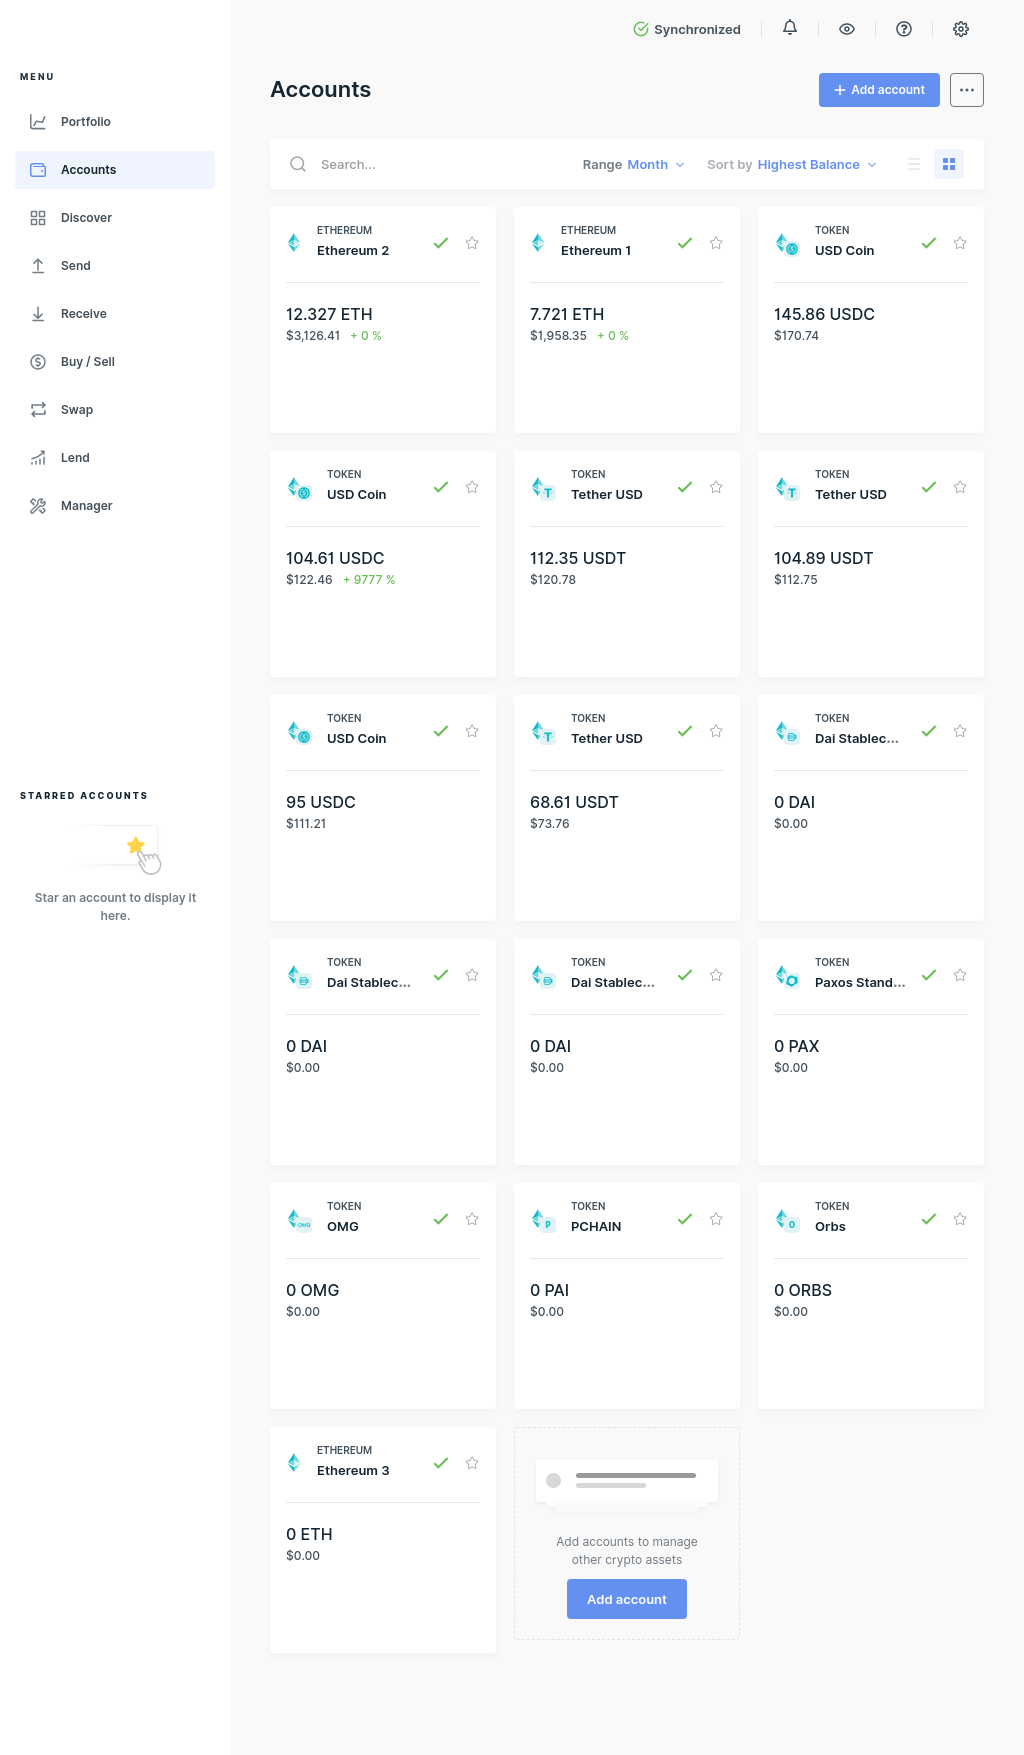 Synchronized
MENU
Portfolio
Accounts
Discover
Send
Receive
Buy / Sell
Swap
Lend
Manager
STARRED ACCOUNTS
Star an account to display it
here.
Accounts
+ Add account
...
Search...
Range Month
Sort by Highest Balance
ETHEREUM
Ethereum 2
12.327 ETH
$3,126.41 + 0 %
ETHEREUM
Ethereum 1
7.721 ETH
$1,958.35 + 0 %
TOKEN
USD Coin
145.86 USDC
$170.74
TOKEN
USD Coin
104.61 USDC
$122.46 + 9777 %
TOKEN
Tether USD
112.35 USDT
$120.78
TOKEN
Tether USD
104.89 USDT
$112.75
TOKEN
USD Coin
95 USDC
$111.21
TOKEN
Tether USD
68.61 USDT
$73.76
TOKEN
Dai Stablec...
0 DAI
$0.00
TOKEN
Dai Stablec...
0 DAI
$0.00
TOKEN
Dai Stablec...
0 DAI
$0.00
TOKEN
Paxos Stand...
0 PAX
$0.00
OMG
TOKEN
OMG
0 OMG
$0.00
P
TOKEN
PCHAIN
0 PAI
$0.00
O
TOKEN
Orbs
0 ORBS
$0.00
ETHEREUM
Ethereum 3
0 ETH
$0.00
Add accounts to manage
other crypto assets
Add account